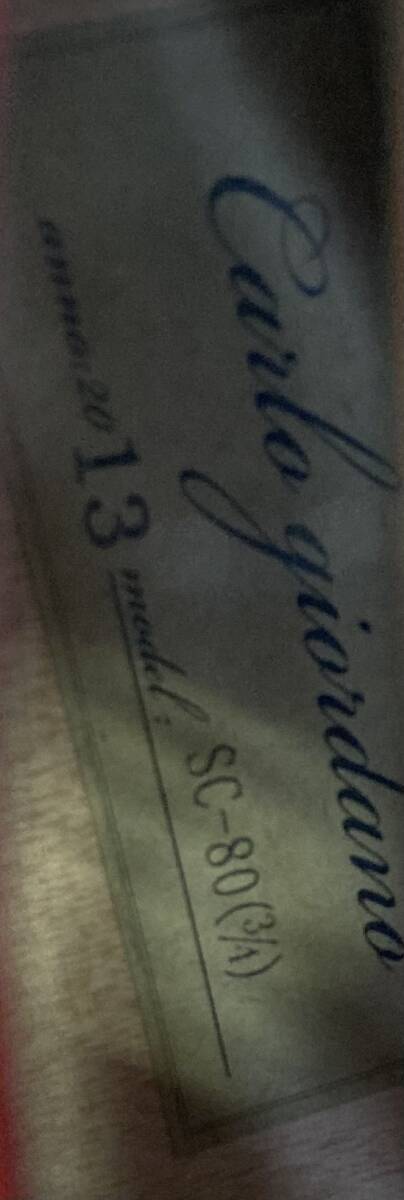 Carlo giordano
anno: 2013 model: SC-80(3/4)